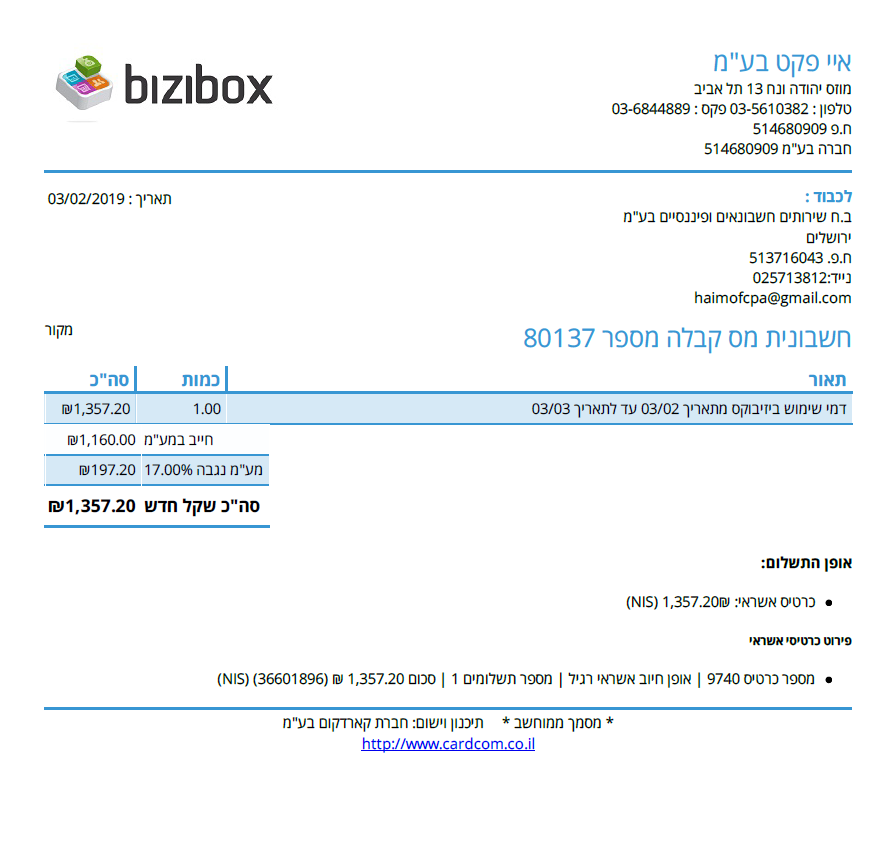 bizibox
איי פקט בע"מ
מוזס יהודה ונח 13 תל אביב
טלפון : 03-5610382 פקס : 03-6844889
ח.פ 514680909
חברה בע"מ 514680909
תאריך : 03/02/2019
לכבוד :
ב.ח שירותים חשבונאים ופיננסיים בע"מ
ירושלים
ח.פ. 513716043
נייד:025713812
haimofcpa@gmail.com
מקור
חשבונית מס קבלה מספר 80137
תאור כמות סה"כ
דמי שימוש ביזיבוקס מתאריך 03/02 עד לתאריך 03/03 1.00 ₪1,357.20
חייב במע"מ ₪1,160.00
מע"מ נגבה 17.00% ₪197.20
סה"כ שקל חדש ₪1,357.20
אופן התשלום:
• כרטיס אשראי: ₪1,357.20 (NIS)
פירוט כרטיסי אשראי
• מספר כרטיס 9740 | אופן חיוב אשראי רגיל | מספר תשלומים 1 | סכום 1,357.20 ₪ (36601896) (NIS)
* מסמך ממוחשב * תיכנון וישום: חברת קארדקום בע"מ
http://www.cardcom.co.il